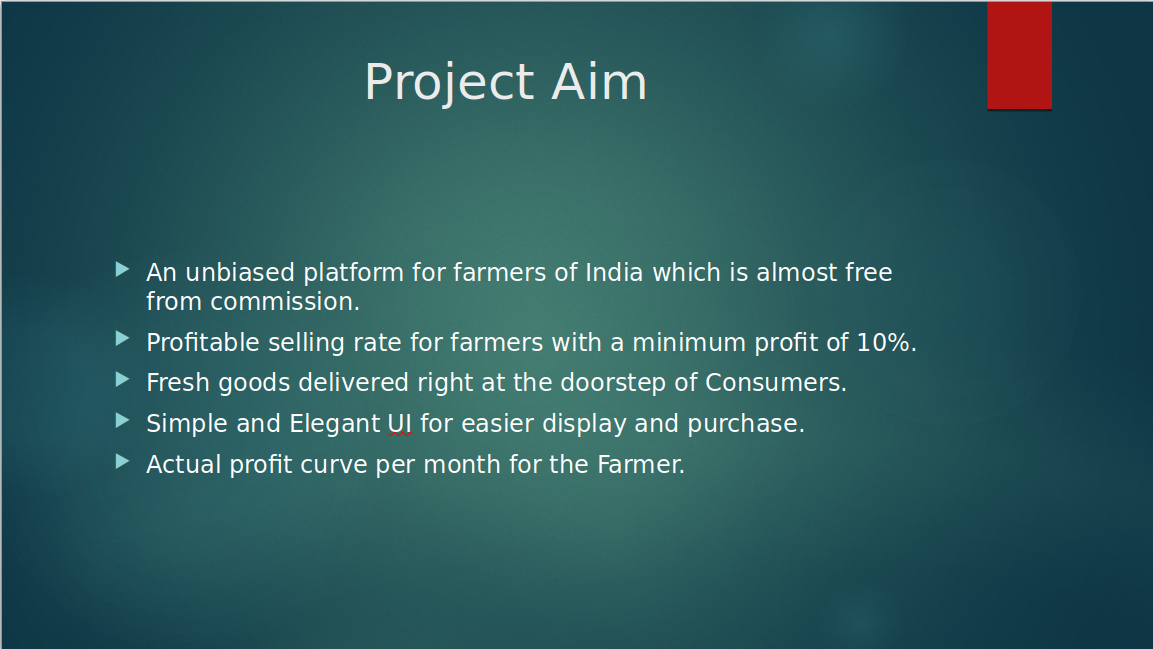 Project Aim
An unbiased platform for farmers of India which is almost free
from commission.
Profitable selling rate for farmers with a minimum profit of 10%.
Fresh goods delivered right at the doorstep of Consumers.
Simple and Elegant UI for easier display and purchase.
Actual profit curve per month for the Farmer.